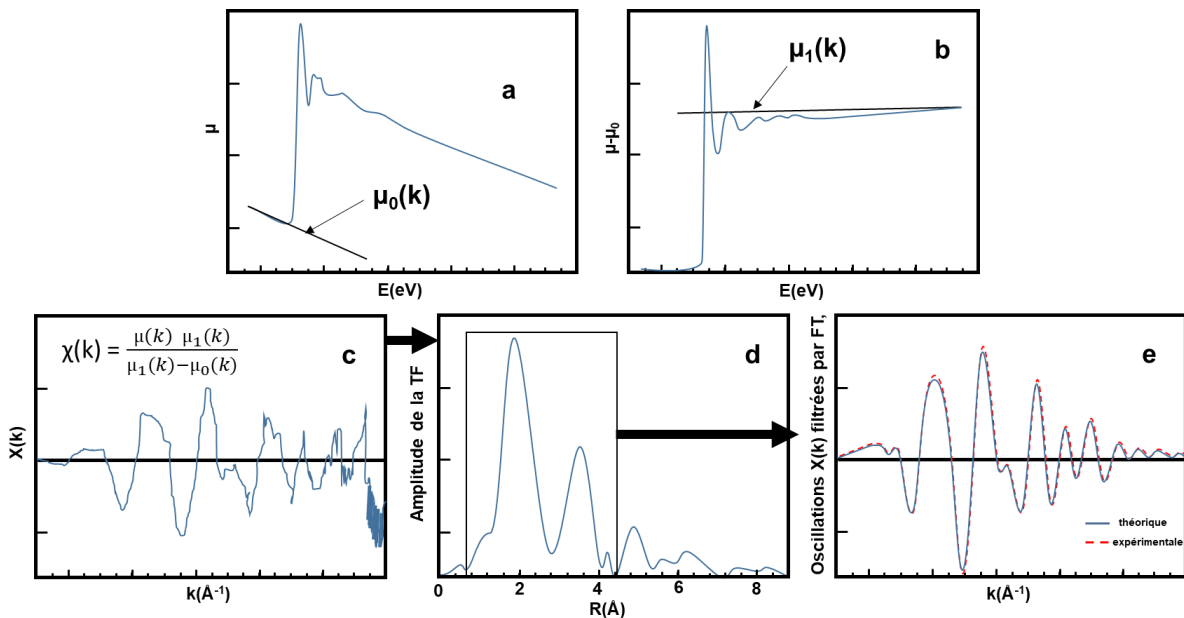 a
μ
μ₀(k)
E(eV)
b
μ-μ₀
μ₁(k)
E(eV)
c
χ(k) = μ(k) μ₁(k) / μ₁(k)−μ₀(k)
X(k)
k(Å⁻¹)
d
Amplitude de la TF
0 2 4 6 8
R(Å)
e
Oscillations X(k) filtrées par FT,
théorique
expérimentale
k(Å⁻¹)